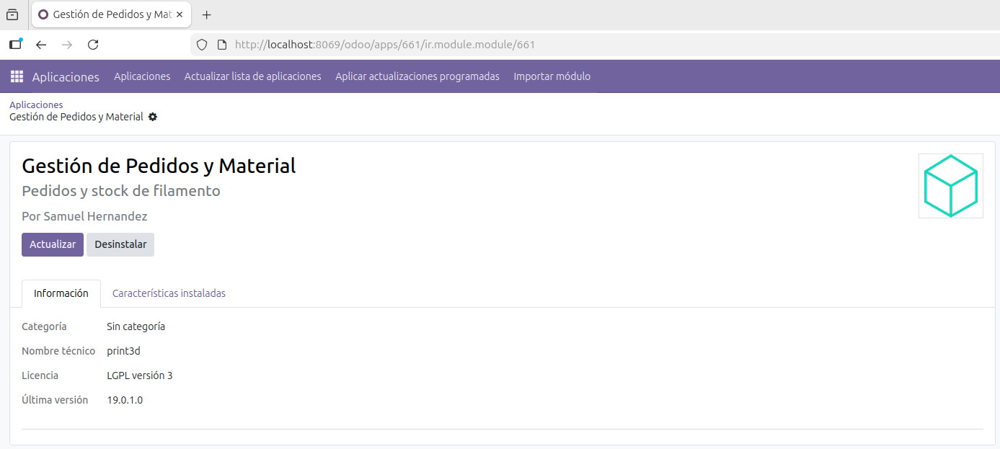 Gestión de Pedidos y Mat
http://localhost:8069/odoo/apps/661/ir.module.module/661
Aplicaciones Aplicaciones Actualizar lista de aplicaciones Aplicar actualizaciones programadas Importar módulo
Aplicaciones
Gestión de Pedidos y Material
Gestión de Pedidos y Material
Pedidos y stock de filamento
Por Samuel Hernandez
Actualizar Desinstalar
Información Características instaladas
Categoría Sin categoría
Nombre técnico print3d
Licencia LGPL versión 3
Última versión 19.0.1.0